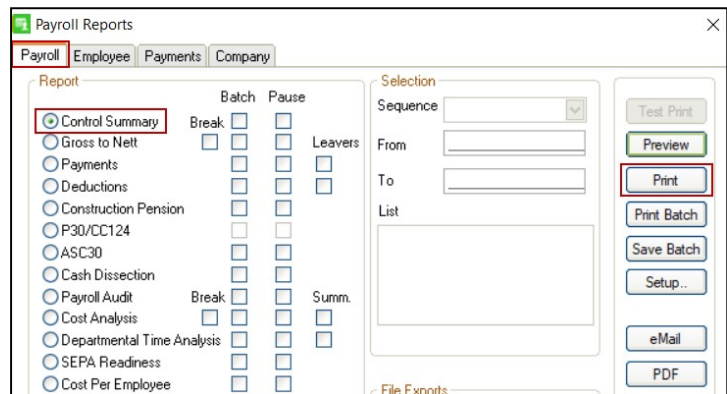 Payroll Reports
Payroll Employee Payments Company
Report
Batch Pause
Control Summary Break
Gross to Nett Leavers
Payments
Deductions
Construction Pension
P30/CC124
ASC30
Cash Dissection
Payroll Audit Break Summ.
Cost Analysis
Departmental Time Analysis
SEPA Readiness
Cost Per Employee
Selection
Sequence
From
To
List
File Exports
Test Print
Preview
Print
Print Batch
Save Batch
Setup..
eMail
PDF